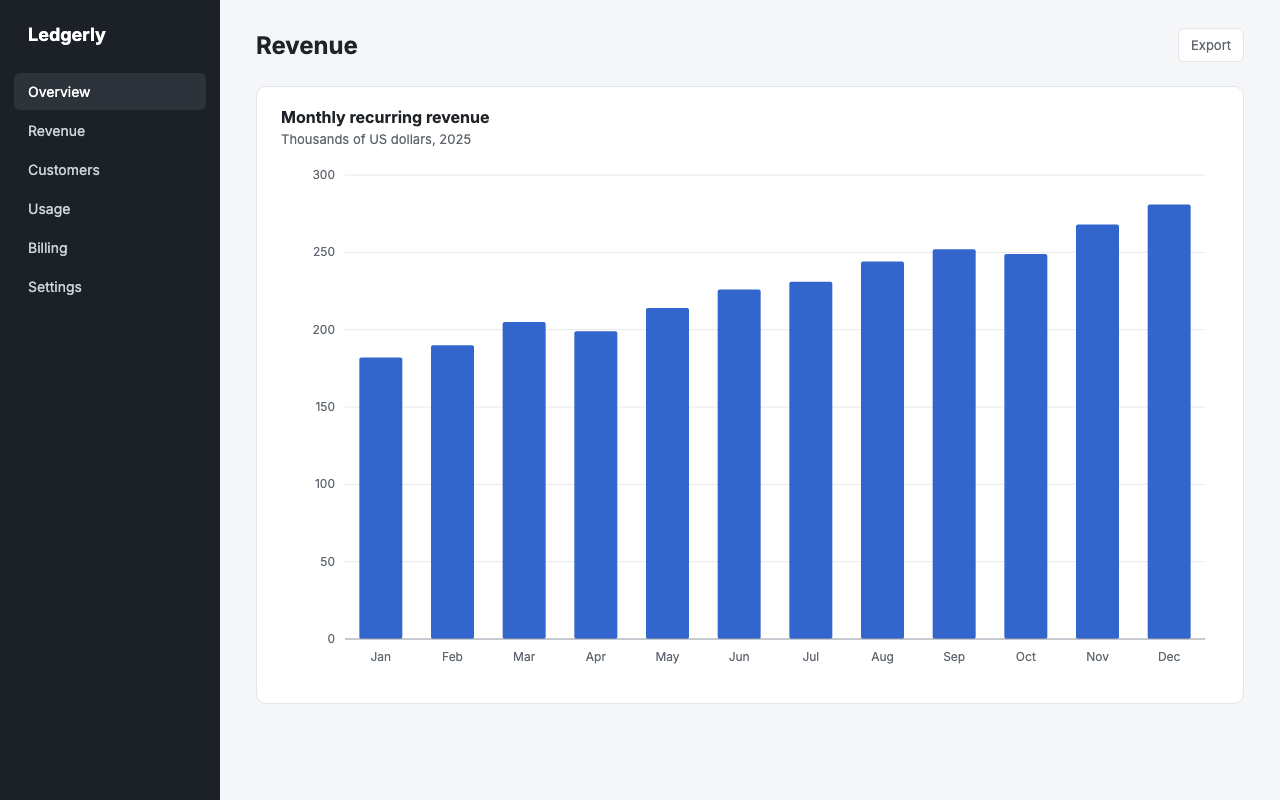 Ledgerly
Overview
Revenue
Customers
Usage
Billing
Settings
Revenue
Export
Monthly recurring revenue
Thousands of US dollars, 2025
300
250
200
150
100
50
0
Jan Feb Mar Apr May Jun Jul Aug Sep Oct Nov Dec